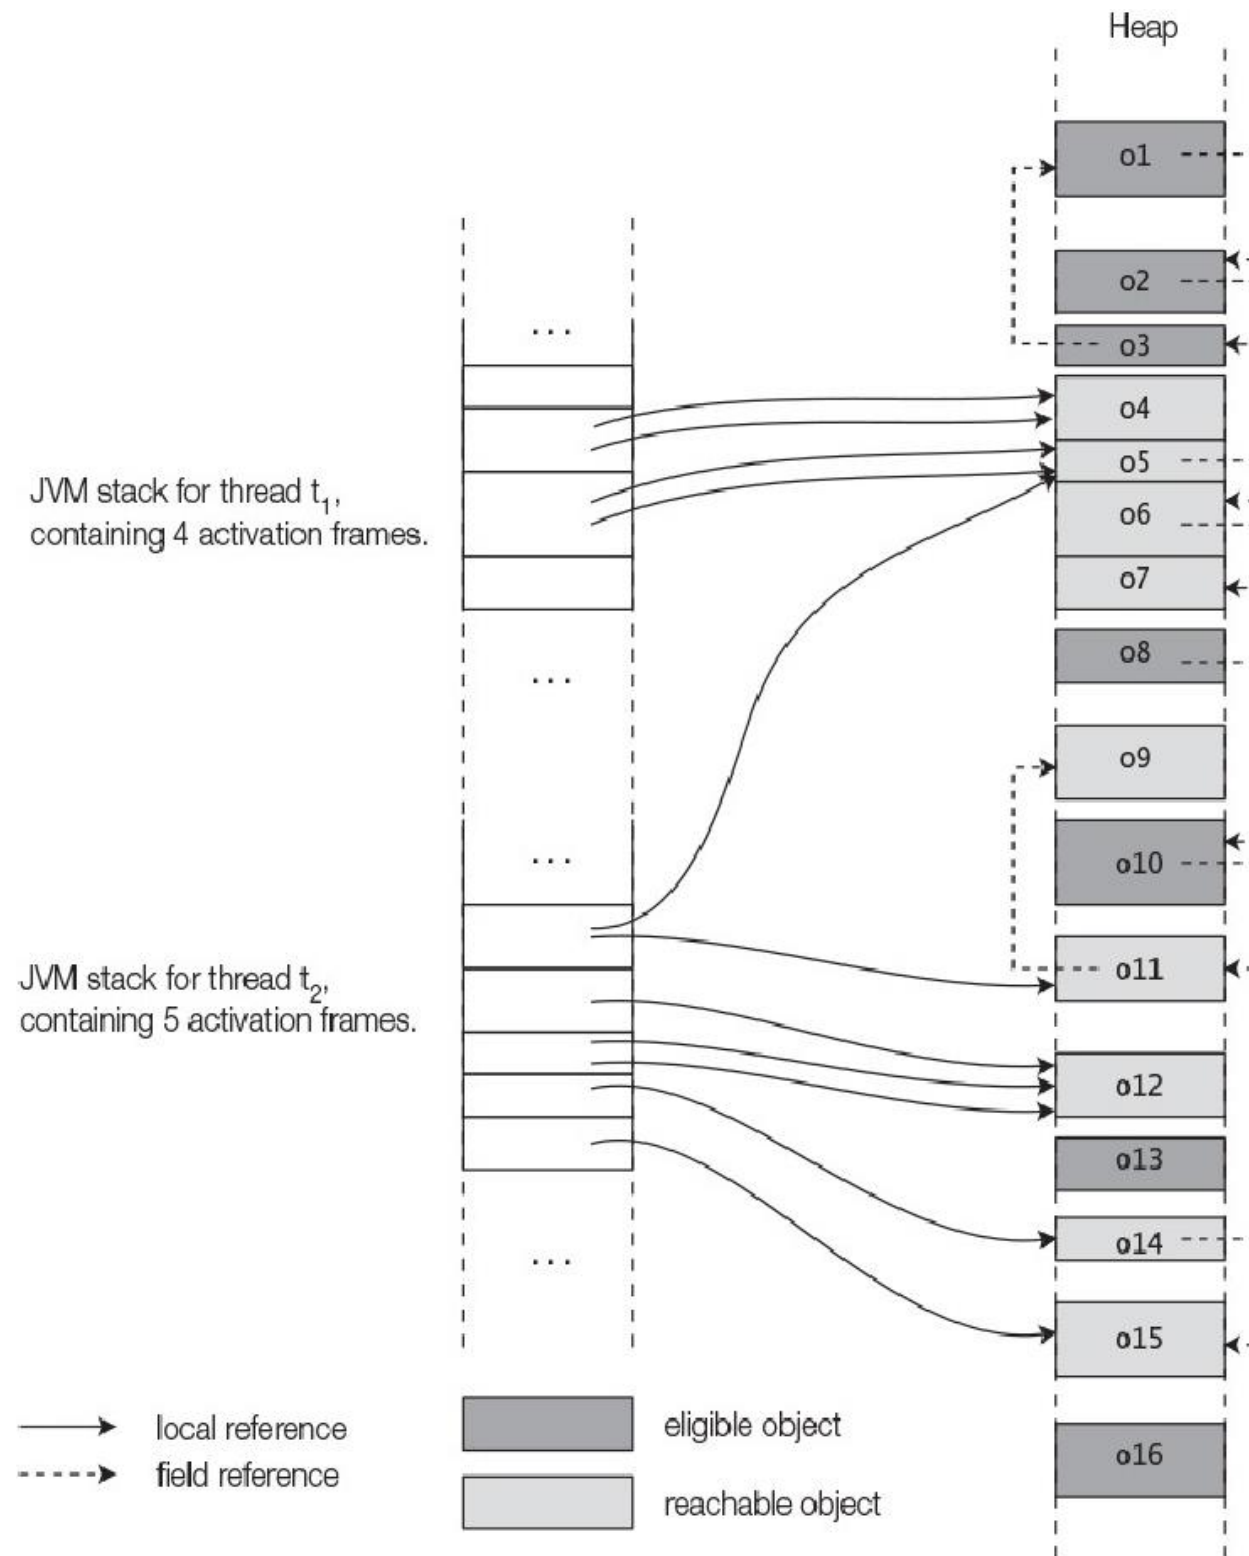 Heap
o1
o2
o3
...
o4
o5
JVM stack for thread t1,
containing 4 activation frames.
o6
o7
o8
...
o9
...
o10
JVM stack for thread t2,
containing 5 activation frames.
o11
o12
o13
o14
...
o15
local reference
eligible object
field reference
o16
reachable object